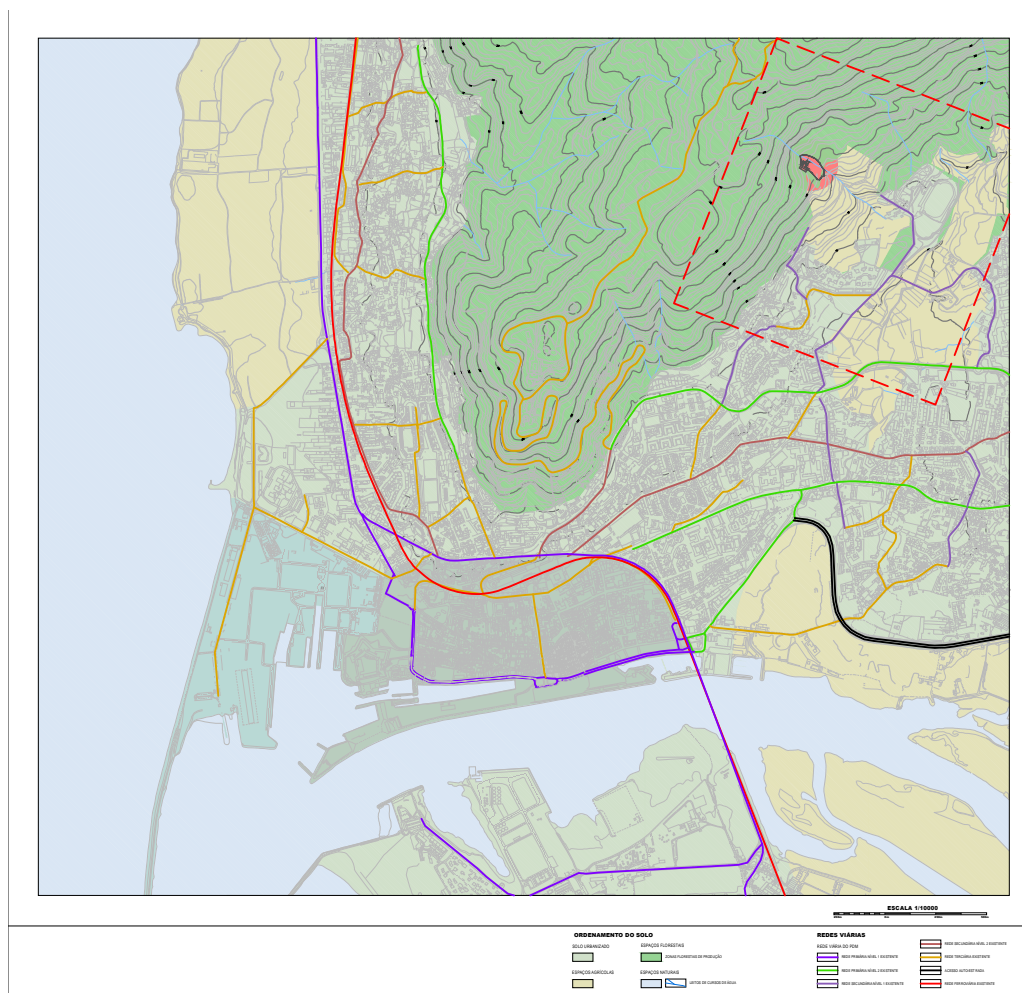 ESCALA 1/10000
ORDENAMENTO DO SOLO
SOLO URBANIZADO
ESPAÇOS FLORESTAIS
ZONAS FLORESTAIS DE PRODUÇÃO
ESPAÇOS AGRÍCOLAS
ESPAÇOS NATURAIS
LEITOS DE CURSOS DE ÁGUA
REDES VIÁRIAS
REDE VIÁRIA DO PDM
REDE PRIMÁRIA NÍVEL 1 EXISTENTE
REDE PRIMÁRIA NÍVEL 2 EXISTENTE
REDE SECUNDÁRIA NÍVEL 1 EXISTENTE
REDE SECUNDÁRIA NÍVEL 2 EXISTENTE
REDE TERCIÁRIA EXISTENTE
ACESSO AUTO-ESTRADA
REDE FERROVIÁRIA EXISTENTE